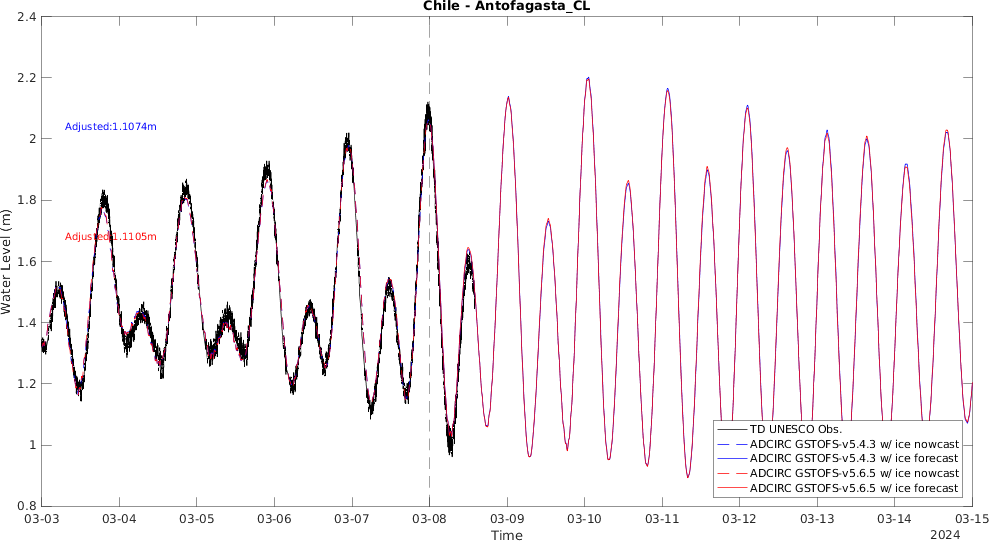 Chile - Antofagasta_CL
2.4
2.2
2
1.8
1.6
1.4
1.2
1
0.8
Water Level (m)
Adjusted:1.1074m
Adjusted:1.1105m
TD UNESCO Obs.
ADCIRC GSTOFS-v5.4.3 w/ ice nowcast
ADCIRC GSTOFS-v5.4.3 w/ ice forecast
ADCIRC GSTOFS-v5.6.5 w/ ice nowcast
ADCIRC GSTOFS-v5.6.5 w/ ice forecast
03-03 03-04 03-05 03-06 03-07 03-08 03-09 03-10 03-11 03-12 03-13 03-14 03-15
Time
2024